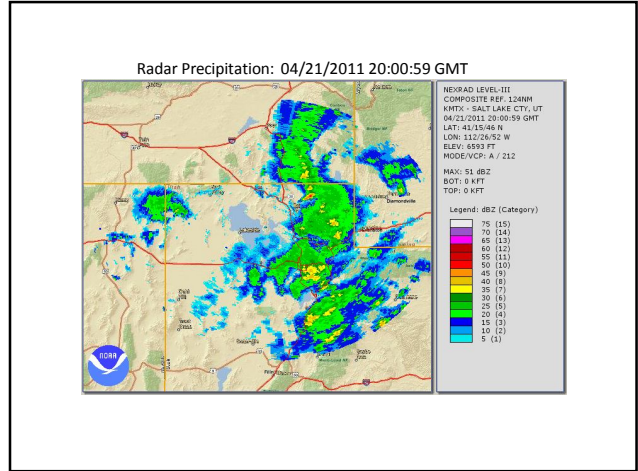 Radar Precipitation: 04/21/2011 20:00:59 GMT
NEXRAD LEVEL-III
COMPOSITE REF. 124NM
KMTX - SALT LAKE CTY, UT
04/21/2011 20:00:59 GMT
LAT: 41/15/46 N
LON: 112/26/52 W
ELEV: 6593 FT
MODE/VCP: A / 212
MAX: 51 dBZ
BOT: 0 KFT
TOP: 0 KFT
Legend: dBZ (Category)
75 (15)
70 (14)
65 (13)
60 (12)
55 (11)
50 (10)
45 (9)
40 (8)
35 (7)
30 (6)
25 (5)
20 (4)
15 (3)
10 (2)
5 (1)
Diamondville
NOAA